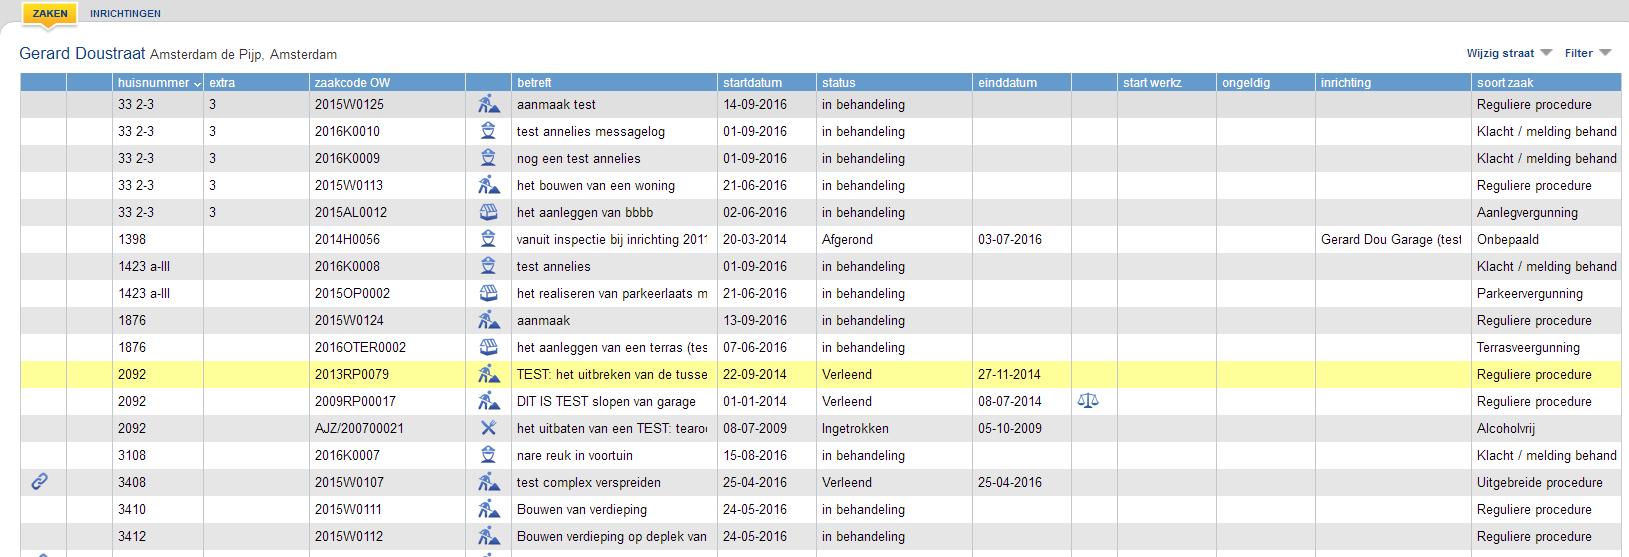 ZAKEN INRICHTINGEN
Gerard Doustraat Amsterdam de Pijp, Amsterdam Wijzig straat Filter
huisnummer extra zaakcode OW betreft startdatum status einddatum start werkz ongeldig inrichting soort zaak
33 2-3 3 2015W0125 aanmaak test 14-09-2016 in behandeling Reguliere procedure
33 2-3 3 2016K0010 test annelies messagelog 01-09-2016 in behandeling Klacht / melding behand
33 2-3 3 2016K0009 nog een test annelies 01-09-2016 in behandeling Klacht / melding behand
33 2-3 3 2015W0113 het bouwen van een woning 21-06-2016 in behandeling Reguliere procedure
33 2-3 3 2015AL0012 het aanleggen van bbbb 02-06-2016 in behandeling Aanlegvergunning
1398 2014H0056 vanuit inspectie bij inrichting 2011 20-03-2014 Afgerond 03-07-2016 Gerard Dou Garage (test Onbepaald
1423 a-III 2016K0008 test annelies 01-09-2016 in behandeling Klacht / melding behand
1423 a-III 2015OP0002 het realiseren van parkeerlaats m 21-06-2016 in behandeling Parkeervergunning
1876 2015W0124 aanmaak 13-09-2016 in behandeling Reguliere procedure
1876 2016OTER0002 het aanleggen van een terras (tes 07-06-2016 in behandeling Terrasveergunning
2092 2013RP0079 TEST: het uitbreken van de tusse 22-09-2014 Verleend 27-11-2014 Reguliere procedure
2092 2009RP00017 DIT IS TEST slopen van garage 01-01-2014 Verleend 08-07-2014 Reguliere procedure
2092 AJZ/200700021 het uitbaten van een TEST: tearoo 08-07-2009 Ingetrokken 05-10-2009 Alcoholvrij
3108 2016K0007 nare reuk in voortuin 15-08-2016 in behandeling Klacht / melding behand
3408 2015W0107 test complex verspreiden 25-04-2016 Verleend 25-04-2016 Uitgebreide procedure
3410 2015W0111 Bouwen van verdieping 24-05-2016 in behandeling Reguliere procedure
3412 2015W0112 Bouwen verdieping op deplek van 24-05-2016 in behandeling Reguliere procedure